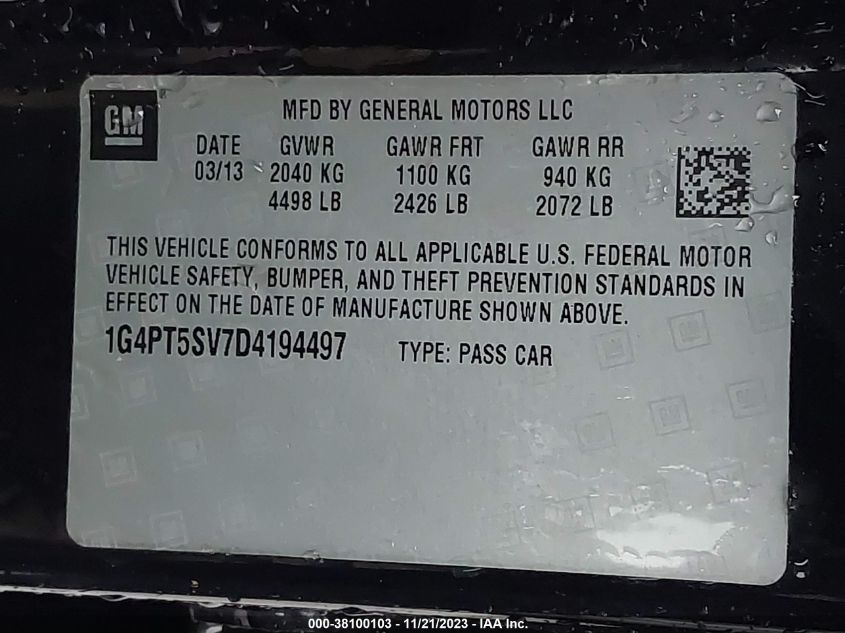 GM
MFD BY GENERAL MOTORS LLC
DATE GVWR GAWR FRT GAWR RR
03/13 2040 KG 1100 KG 940 KG
4498 LB 2426 LB 2072 LB
THIS VEHICLE CONFORMS TO ALL APPLICABLE U.S. FEDERAL MOTOR
VEHICLE SAFETY, BUMPER, AND THEFT PREVENTION STANDARDS IN
EFFECT ON THE DATE OF MANUFACTURE SHOWN ABOVE.
1G4PT5SV7D4194497 TYPE: PASS CAR
000-38100103 - 11/21/2023 - IAA Inc.